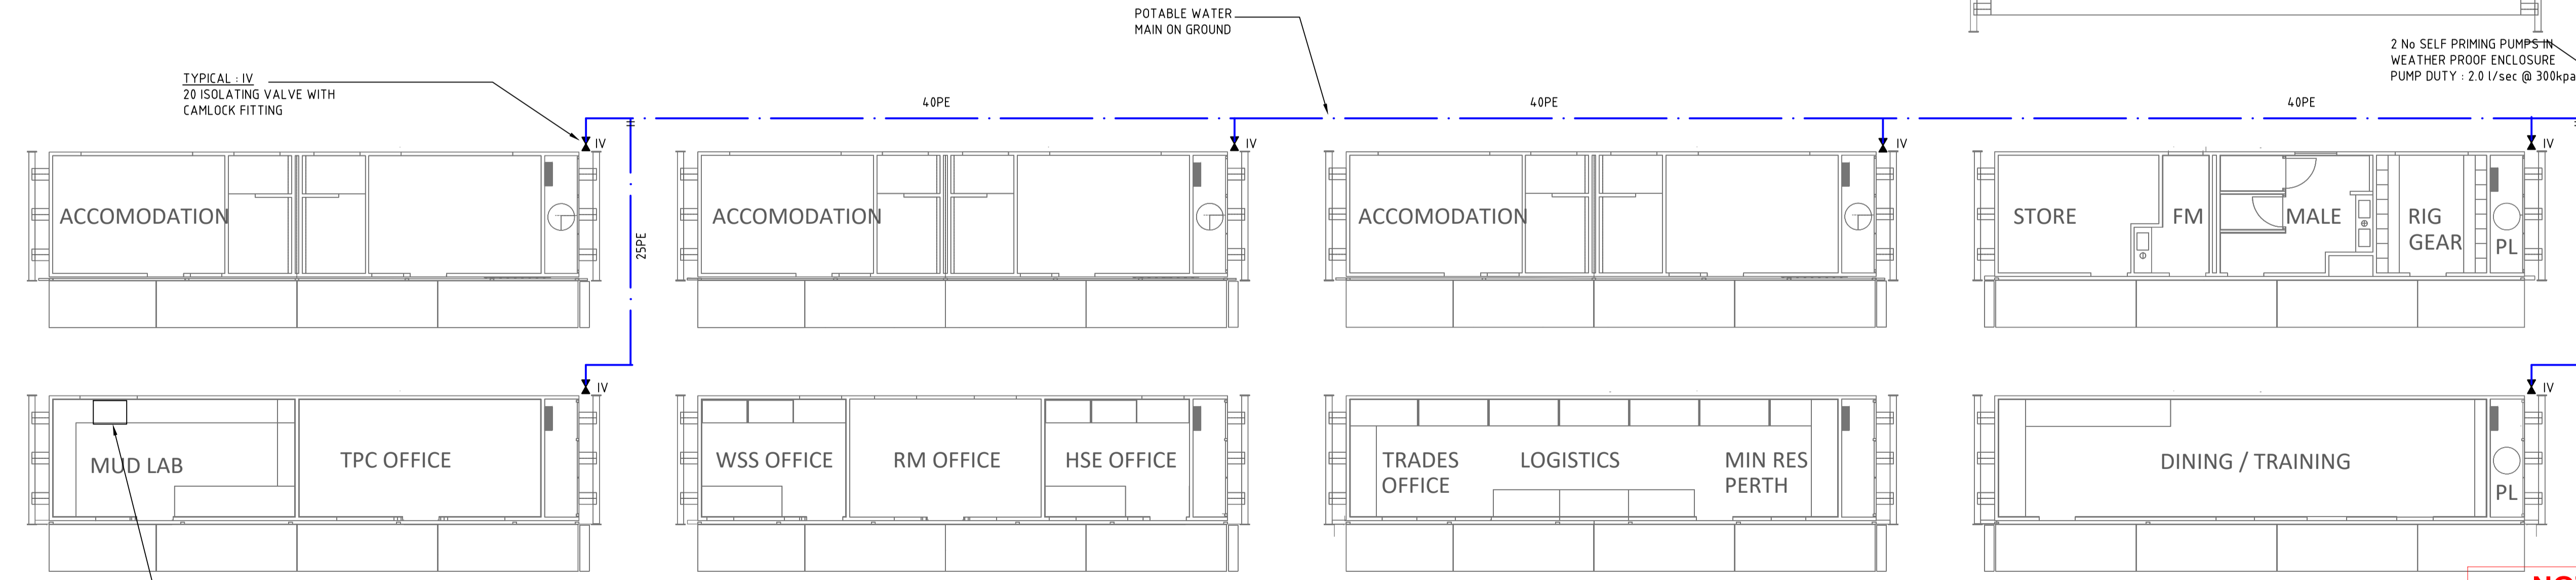 POTABLE WATER
MAIN ON GROUND
2 No SELF PRIMING PUMPS IN
WEATHER PROOF ENCLOSURE
PUMP DUTY : 2.0 l/sec @ 300kpa
TYPICAL : IV
20 ISOLATING VALVE WITH
CAMLOCK FITTING
40PE
40PE
40PE
IV
IV
IV
IV
ACCOMODATION
ACCOMODATION
ACCOMODATION
STORE
FM
MALE
RIG
GEAR
PL
25PE
IV
IV
MUD LAB
TPC OFFICE
WSS OFFICE
RM OFFICE
HSE OFFICE
TRADES
OFFICE
LOGISTICS
MIN RES
PERTH
DINING / TRAINING
PL